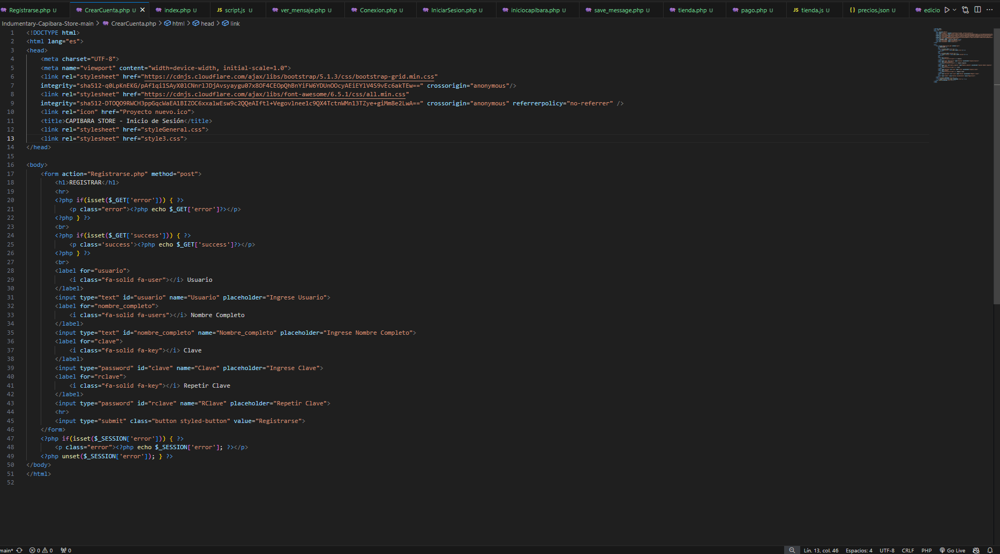 Registrarse.php U CrearCuenta.php U index.php U JS script.js U ver_mensaje.php U Conexion.php U IniciarSesion.php U iniciocapibara.php U save_message.php U tienda.php U pago.php U JS tienda.js U {} precios.json U edicio
Indumentary-Capibara-Store-main > CrearCuenta.php > html > head > link
1 <!DOCTYPE html>
2 <html lang="es">
3 <head>
4 <meta charset="UTF-8">
5 <meta name="viewport" content="width=device-width, initial-scale=1.0">
6 <link rel="stylesheet" href="https://cdnjs.cloudflare.com/ajax/libs/bootstrap/5.1.3/css/bootstrap-grid.min.css"
7 crossorigin="anonymous"/>
8 <link rel="stylesheet" href="https://cdnjs.cloudflare.com/ajax/libs/font-awesome/6.5.1/css/all.min.css"
9 crossorigin="anonymous" referrerpolicy="no-referrer" />
10 <link rel="icon" href="Proyecto nuevo.ico">
11 <title>CAPIBARA STORE - Inicio de Sesión</title>
12 <link rel="stylesheet" href="styleGeneral.css">
13 <link rel="stylesheet" href="style3.css">
14 </head>
15
16 <body>
17 <form action="Registrarse.php" method="post">
18 <h1>REGISTRAR</h1>
19 <hr>
20 <?php if(isset($_GET['error'])) { ?>
21 <p class="error"><?php echo $_GET['error']?></p>
22 <?php } ?>
23 <br>
24 <?php if(isset($_GET['success'])) { ?>
25 <p class='success'><?php echo $_GET['success']?></p>
26 <?php } ?>
27 <br>
28 <label for="usuario">
29 <i class="fa-solid fa-user"></i> Usuario
30 </label>
31 <input type="text" id="usuario" name="Usuario" placeholder="Ingrese Usuario">
32 <label for="nombre_completo">
33 <i class="fa-solid fa-users"></i> Nombre Completo
34 </label>
35 <input type="text" id="nombre_completo" name="Nombre_completo" placeholder="Ingrese Nombre Completo">
36 <label for="clave">
37 <i class="fa-solid fa-key"></i> Clave
38 </label>
39 <input type="password" id="clave" name="Clave" placeholder="Ingrese Clave">
40 <label for="rclave">
41 <i class="fa-solid fa-key"></i> Repetir Clave
42 </label>
43 <input type="password" id="rclave" name="RClave" placeholder="Repetir Clave">
44 <hr>
45 <input type="submit" class="button styled-button" value="Registrarse">
46 </form>
47 <?php if(isset($_SESSION['error'])) { ?>
48 <p class="error"><?php echo $_SESSION['error']; ?></p>
49 <?php unset($_SESSION['error']); } ?>
50 </body>
51 </html>
52
main* 0 0 0 Lín. 13, col. 46 Espacios: 4 UTF-8 CRLF PHP Go Live